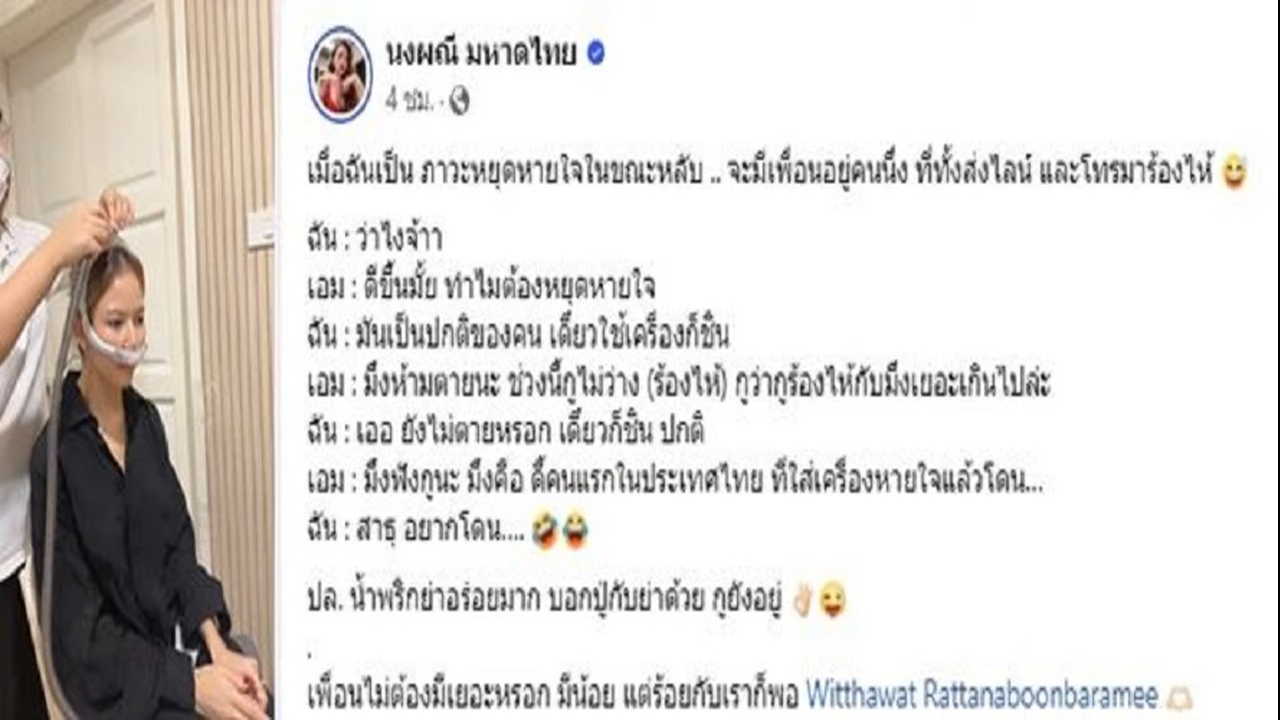 นงผณี มหาดไทย
4 ชม.
เมื่อฉันเป็น ภาวะหยุดหายใจในขณะหลับ .. จะมีเพื่อนอยู่คนนึง ที่ทั้งส่งไลน์ และโทรมาร้องไห้ 😅
ฉัน : ว่าไงจ้าา
เอม : ดีขึ้นมั้ย ทำไมต้องหยุดหายใจ
ฉัน : มันเป็นปกติของคน เดี๋ยวใช้เครื่องก็ชิน
เอม : มึงห้ามตายนะ ช่วงนี้กูไม่ว่าง (ร้องไห้) กูว่ากูร้องไห้กับมึงเยอะเกินไปล่ะ
ฉัน : เออ ยังไม่ตายหรอก เดี๋ยวก็ชิน ปกติ
เอม : มึงฟังกูนะ มึงคือ ดี้คนแรกในประเทศไทย ที่ใส่เครื่องหายใจแล้วโดน...
ฉัน : สาธุ อยากโดน.... 🤣😂
ปล. น้ำพริกย่าอร่อยมาก บอกปู่กับย่าด้วย กูยังอยู่ 👌🏻😜
.
เพื่อนไม่ต้องมีเยอะหรอก มีน้อย แต่ร้อยกับเราก็พอ Witthawat Rattanaboonbaramee 🫶🏻